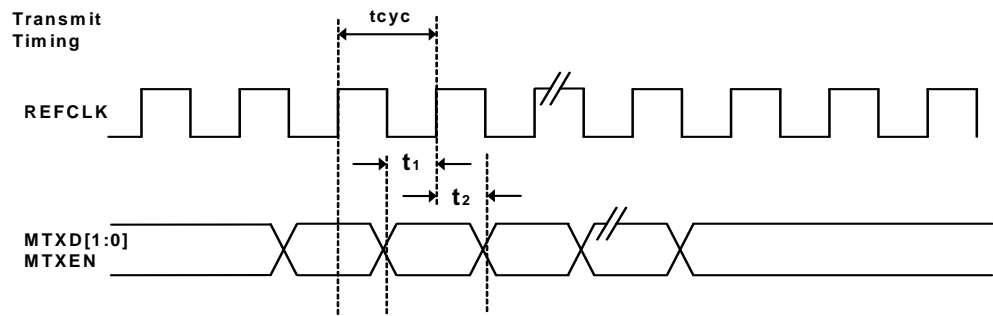 Transmit
Timing
tcyc
REFCLK
t1
t2
MTXD[1:0]
MTXEN